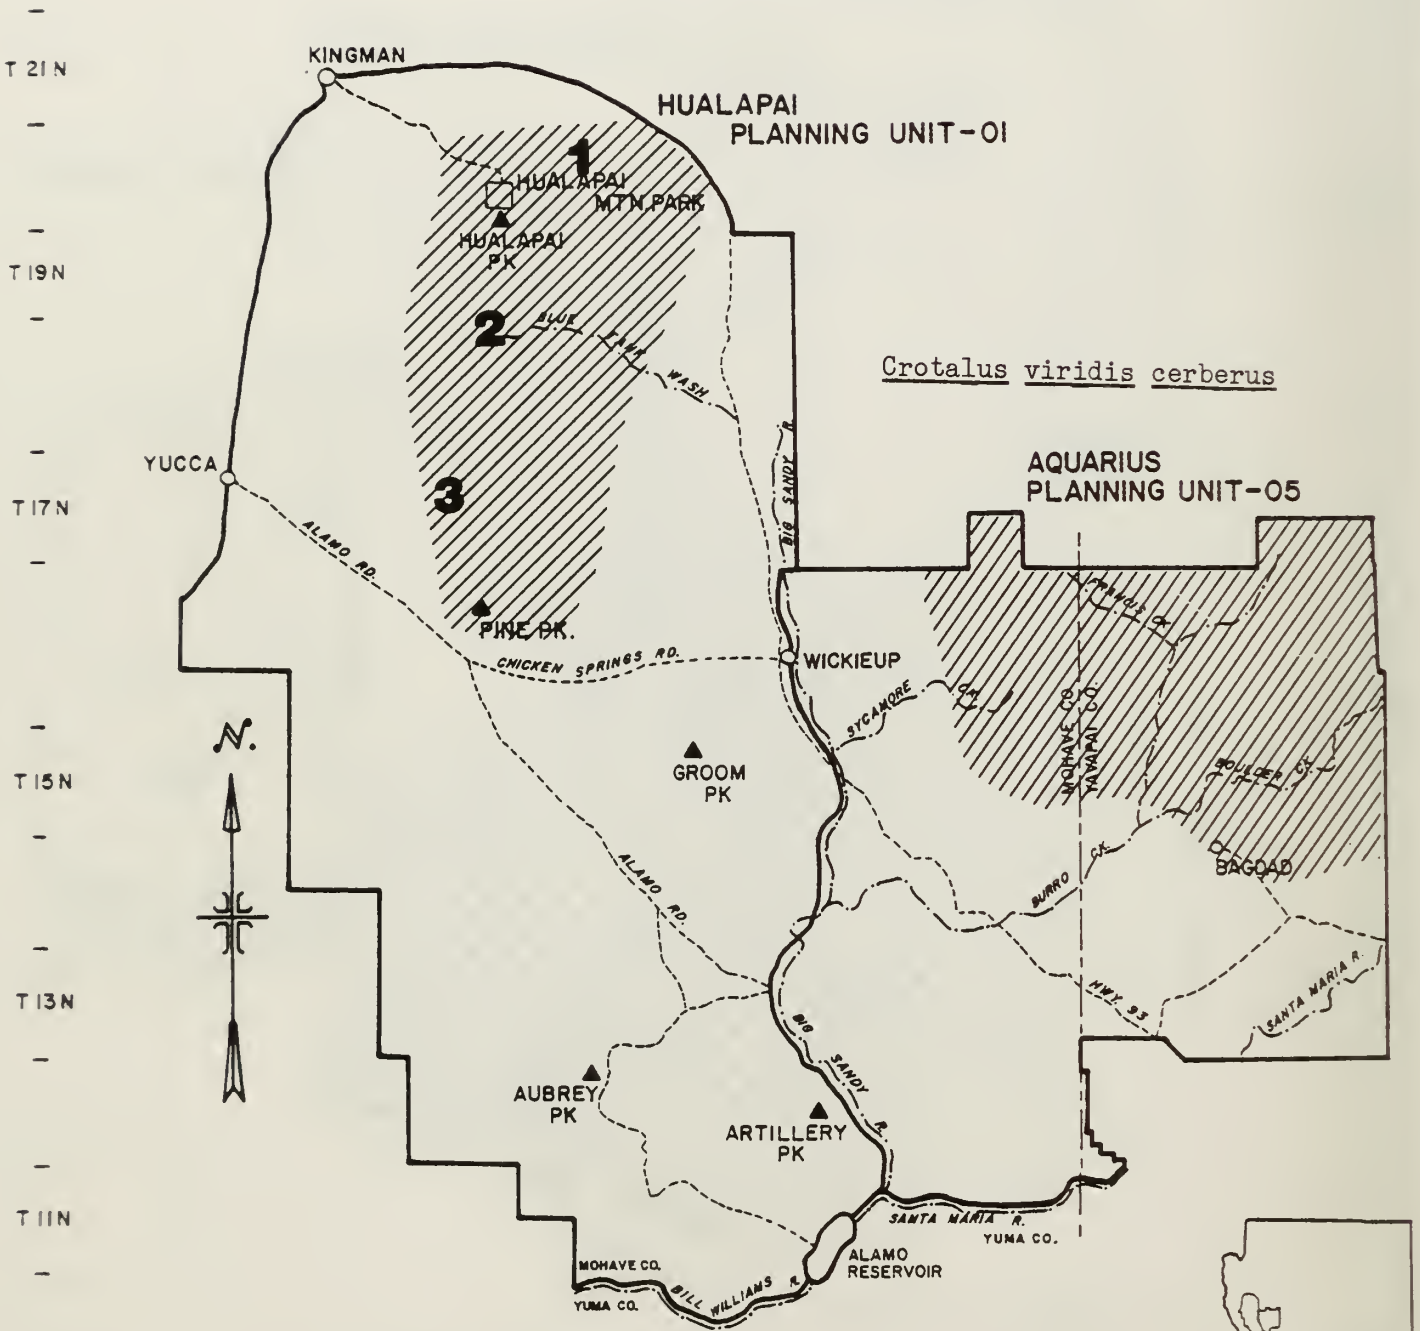 KINGMAN
T 21 N
HUALAPAI
PLANNING UNIT-01
1
HUALAPAI
MTN. PARK
HUALAPAI
PK
T 19 N
2
BLUE TANK WASH
Crotalus viridis cerberus
BIG SANDY R.
YUCCA
AQUARIUS
PLANNING UNIT-05
3
T 17 N
ALAMO RD.
FRANCIS CK.
PINE PK.
CHICKEN SPRINGS RD.
WICKIEUP
SYCAMORE CK.
MOHAVE CO.
YAVAPAI CO.
N.
GROOM
PK
BOULDER CK.
T 15 N
BAGDAD
ALAMO RD.
BURRO CK.
HWY. 93
SANTA MARIA R.
T 13 N
BIG SANDY R.
AUBREY
PK
ARTILLERY
PK
T 11 N
SANTA MARIA R.
YUMA CO.
ALAMO
RESERVOIR
MOHAVE CO.
YUMA CO.
BILL WILLIAMS R.